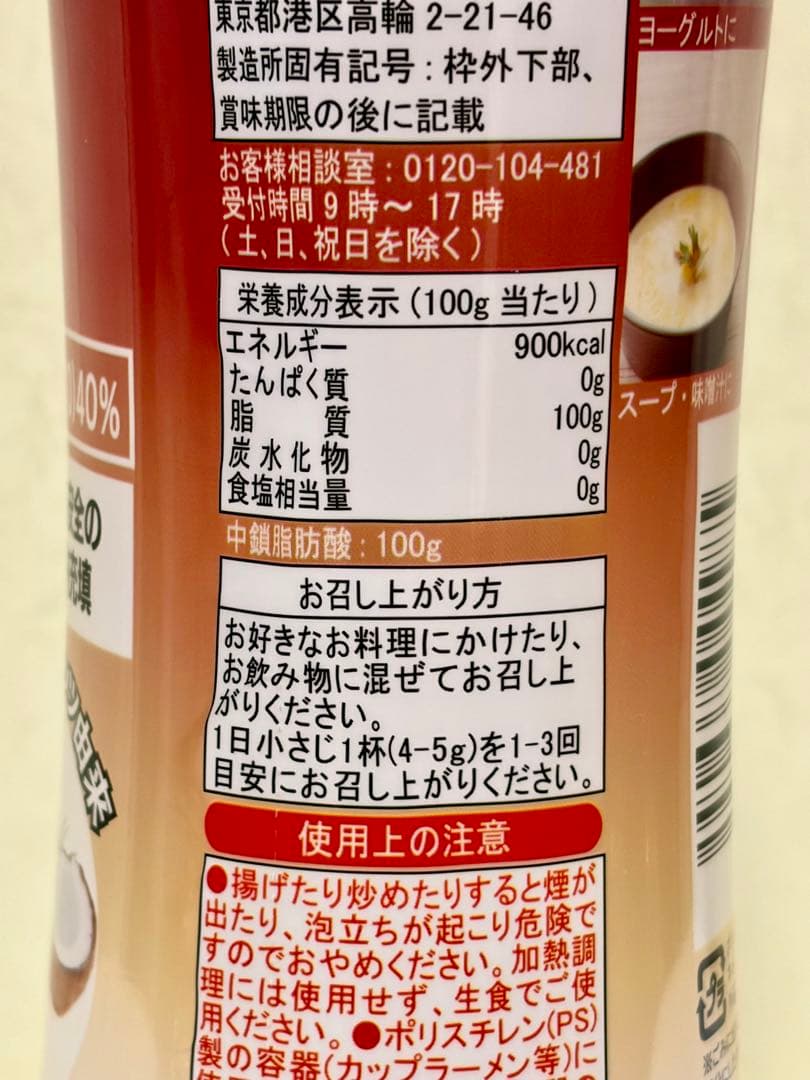 東京都港区高輪 2-21-46
製造所固有記号：枠外下部、
賞味期限の後に記載
お客様相談室：0120-104-481
受付時間 9 時～ 17 時
（土、日、祝日を除く）
栄養成分表示（100g 当たり）
エネルギー 900kcal
たんぱく質 0g
脂質 100g
炭水化物 0g
食塩相当量 0g
中鎖脂肪酸：100g
お召し上がり方
お好きなお料理にかけたり、
お飲み物に混ぜてお召し上
がりください。
1日小さじ1杯(4-5g)を1-3回
目安にお召し上がりください。
使用上の注意
●揚げたり炒めたりすると煙が
出たり、泡立ちが起こり危険で
すのでおやめください。加熱調
理には使用せず、生食でご使
用ください。●ポリスチレン(PS)
製の容器(カップラーメン等)に
ヨーグルトに
スープ・味噌汁に
40%
全の
充填
由来
プラ